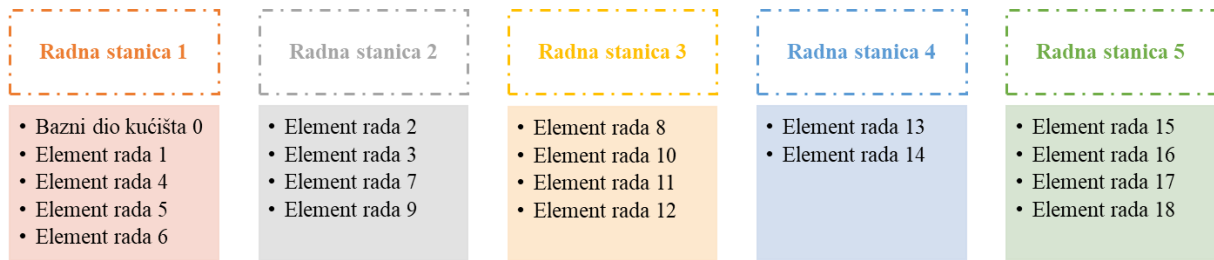 Radna stanica 1
• Bazni dio kućišta 0
• Element rada 1
• Element rada 4
• Element rada 5
• Element rada 6
Radna stanica 2
• Element rada 2
• Element rada 3
• Element rada 7
• Element rada 9
Radna stanica 3
• Element rada 8
• Element rada 10
• Element rada 11
• Element rada 12
Radna stanica 4
• Element rada 13
• Element rada 14
Radna stanica 5
• Element rada 15
• Element rada 16
• Element rada 17
• Element rada 18